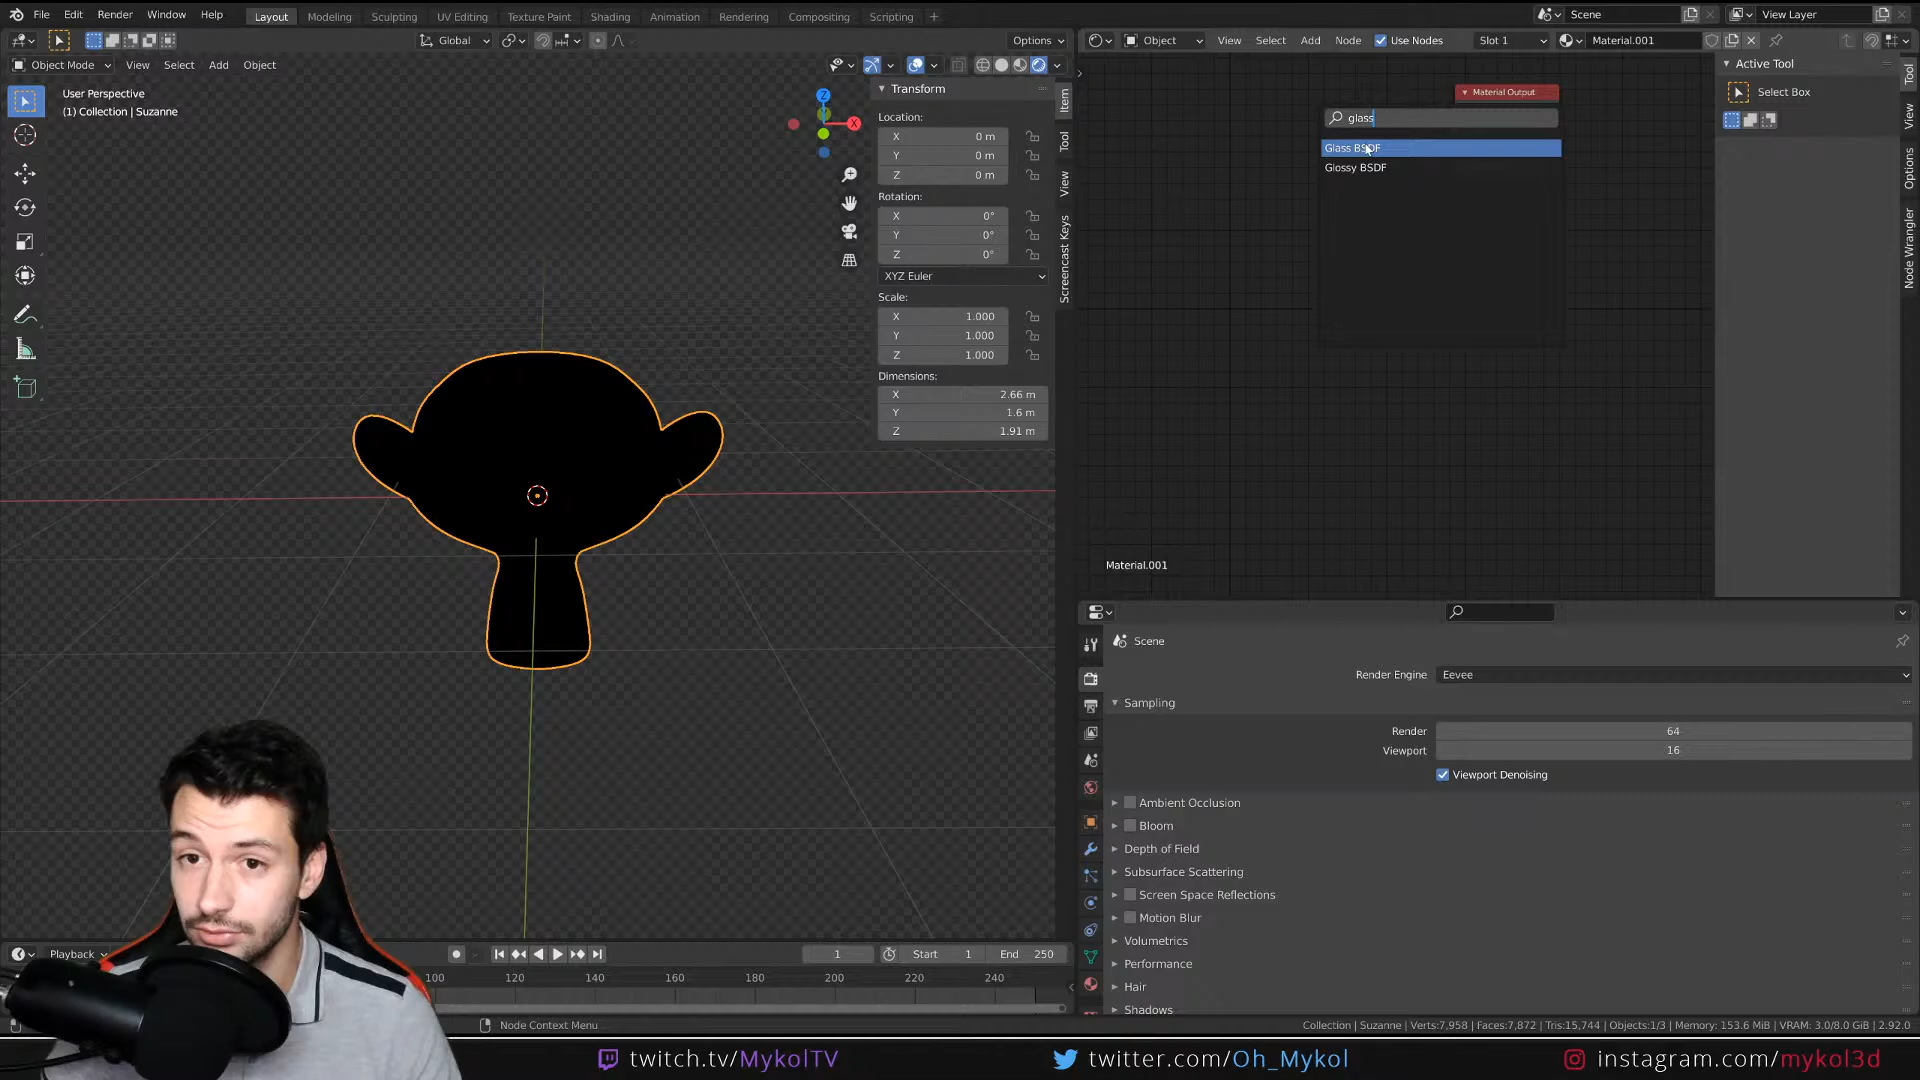 File Edit Render Window Help Layout Modeling Sculpting UV Editing Texture Paint Shading Animation Rendering Compositing Scripting + Scene View Layer
Global Options
Object View Select Add Node Use Nodes Slot 1 Material.001
Object Mode View Select Add Object
User Perspective
(1) Collection | Suzanne
Z
X
Transform
Location:
X 0 m
Y 0 m
Z 0 m
Rotation:
X 0°
Y 0°
Z 0°
XYZ Euler
Scale:
X 1.000
Y 1.000
Z 1.000
Dimensions:
X 2.66 m
Y 1.6 m
Z 1.91 m
Item
Tool
View
Screencast Keys
Material Output
glass
Glass BSDF
Glossy BSDF
Material.001
Active Tool
Select Box
Tool
View
Options
Node Wrangler
Scene
Render Engine Eevee
Sampling
Render 64
Viewport 16
Viewport Denoising
Ambient Occlusion
Bloom
Depth of Field
Subsurface Scattering
Screen Space Reflections
Motion Blur
Volumetrics
Performance
Hair
Shadows
Playback 1 Start 1 End 250
100 120 140 160 180 200 220 240
Node Context Menu
Collection | Suzanne | Verts:7,958 | Faces:7,872 | Tris:15,744 | Objects:1/3 | Memory: 153.6 MiB | VRAM: 3.0/8.0 GiB | 2.92.0
twitch.tv/MykolTV twitter.com/Oh_Mykol instagram.com/mykol3d